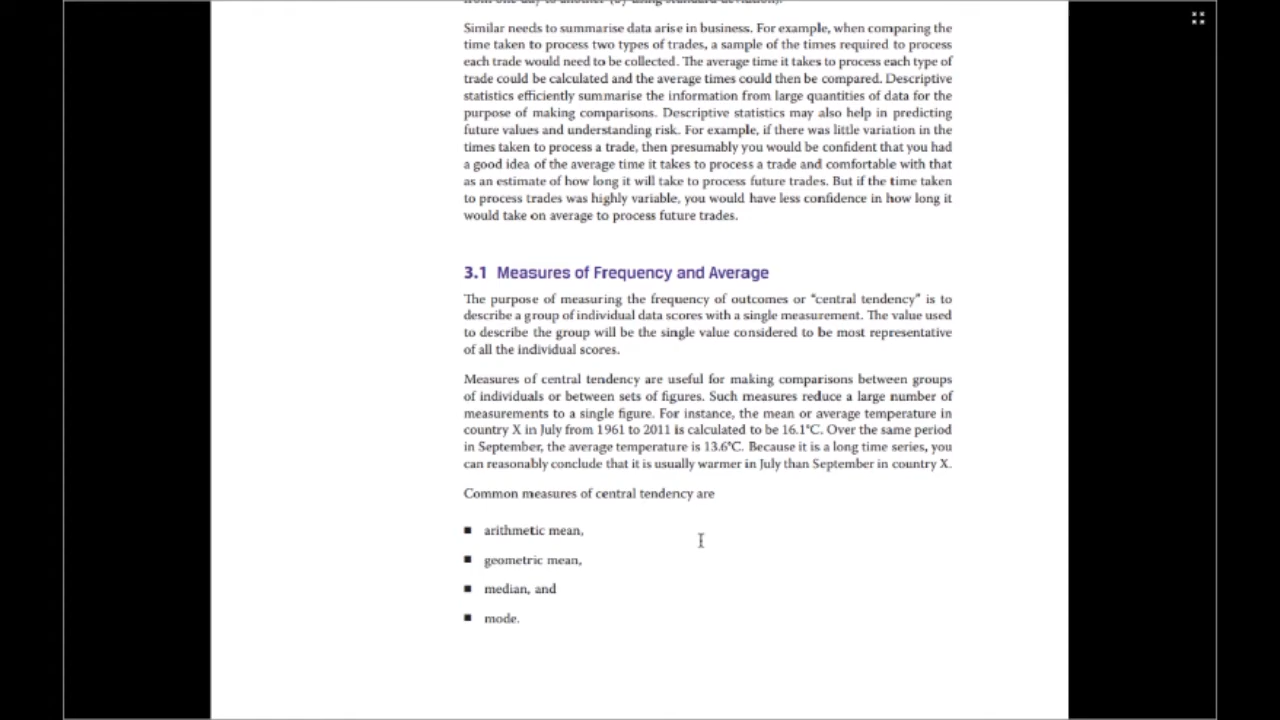 from one day to another (by using standard deviation).
Similar needs to summarise data arise in business. For example, when comparing the
time taken to process two types of trades, a sample of the times required to process
each trade would need to be collected. The average time it takes to process each type of
trade could be calculated and the average times could then be compared. Descriptive
statistics efficiently summarise the information from large quantities of data for the
purpose of making comparisons. Descriptive statistics may also help in predicting
future values and understanding risk. For example, if there was little variation in the
times taken to process a trade, then presumably you would be confident that you had
a good idea of the average time it takes to process a trade and comfortable with that
as an estimate of how long it will take to process future trades. But if the time taken
to process trades was highly variable, you would have less confidence in how long it
would take on average to process future trades.
3.1 Measures of Frequency and Average
The purpose of measuring the frequency of outcomes or “central tendency” is to
describe a group of individual data scores with a single measurement. The value used
to describe the group will be the single value considered to be most representative
of all the individual scores.
Measures of central tendency are useful for making comparisons between groups
of individuals or between sets of figures. Such measures reduce a large number of
measurements to a single figure. For instance, the mean or average temperature in
country X in July from 1961 to 2011 is calculated to be 16.1°C. Over the same period
in September, the average temperature is 13.6°C. Because it is a long time series, you
can reasonably conclude that it is usually warmer in July than September in country X.
Common measures of central tendency are
■ arithmetic mean,
■ geometric mean,
■ median, and
■ mode.